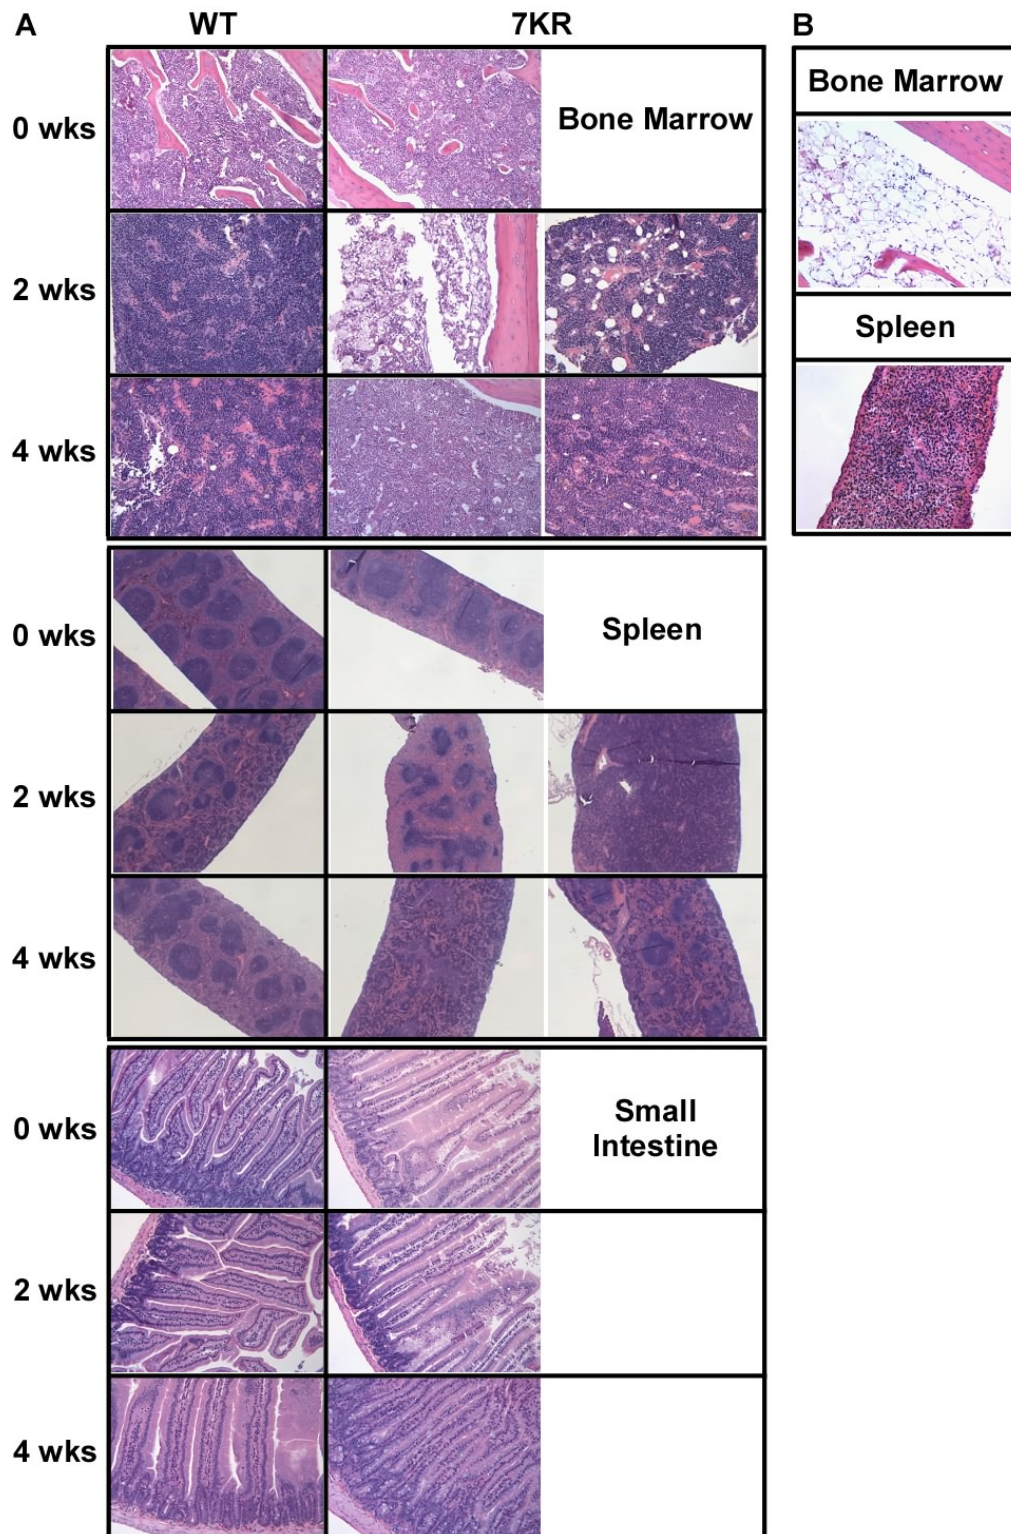 A
WT
7KR
B
0 wks
Bone Marrow
2 wks
4 wks
Bone Marrow
Spleen
0 wks
Spleen
2 wks
4 wks
0 wks
Small
Intestine
2 wks
4 wks